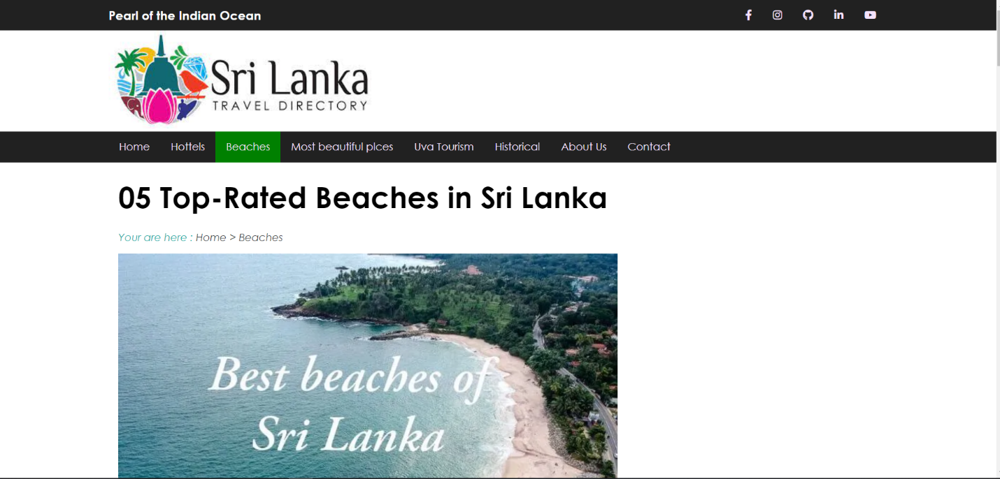 Pearl of the Indian Ocean
Sri Lanka
TRAVEL DIRECTORY
Home Hottels Beaches Most beautiful plces Uva Tourism Historical About Us Contact
05 Top-Rated Beaches in Sri Lanka
Your are here : Home > Beaches
Best beaches of
Sri Lanka